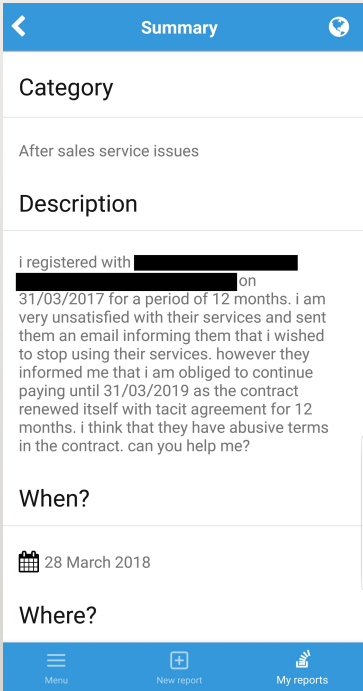 Summary
Category
After sales service issues
Description
i registered with
on
31/03/2017 for a period of 12 months. i am
very unsatisfied with their services and sent
them an email informing them that i wished
to stop using their services. however they
informed me that i am obliged to continue
paying until 31/03/2019 as the contract
renewed itself with tacit agreement for 12
months. i think that they have abusive terms
in the contract. can you help me?
When?
28 March 2018
Where?
Menu
New report
My reports